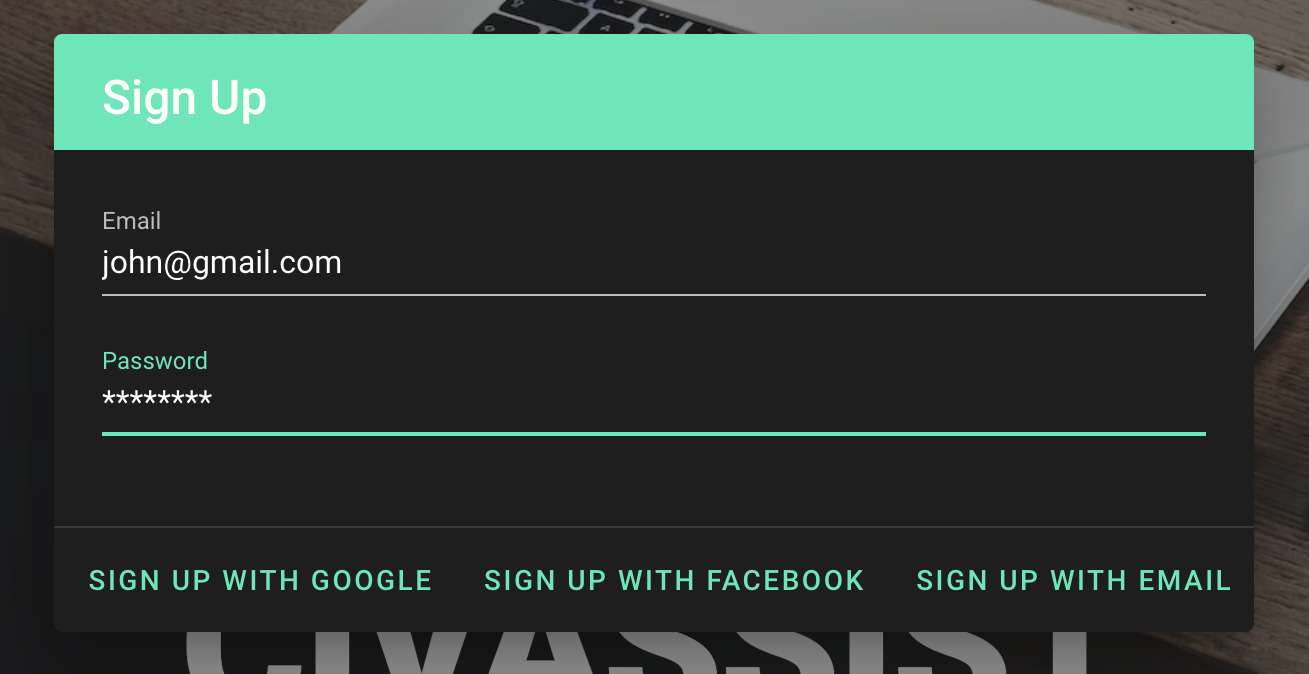 Sign Up
Email
john@gmail.com
Password
********
SIGN UP WITH GOOGLE SIGN UP WITH FACEBOOK SIGN UP WITH EMAIL
CIVASSIST